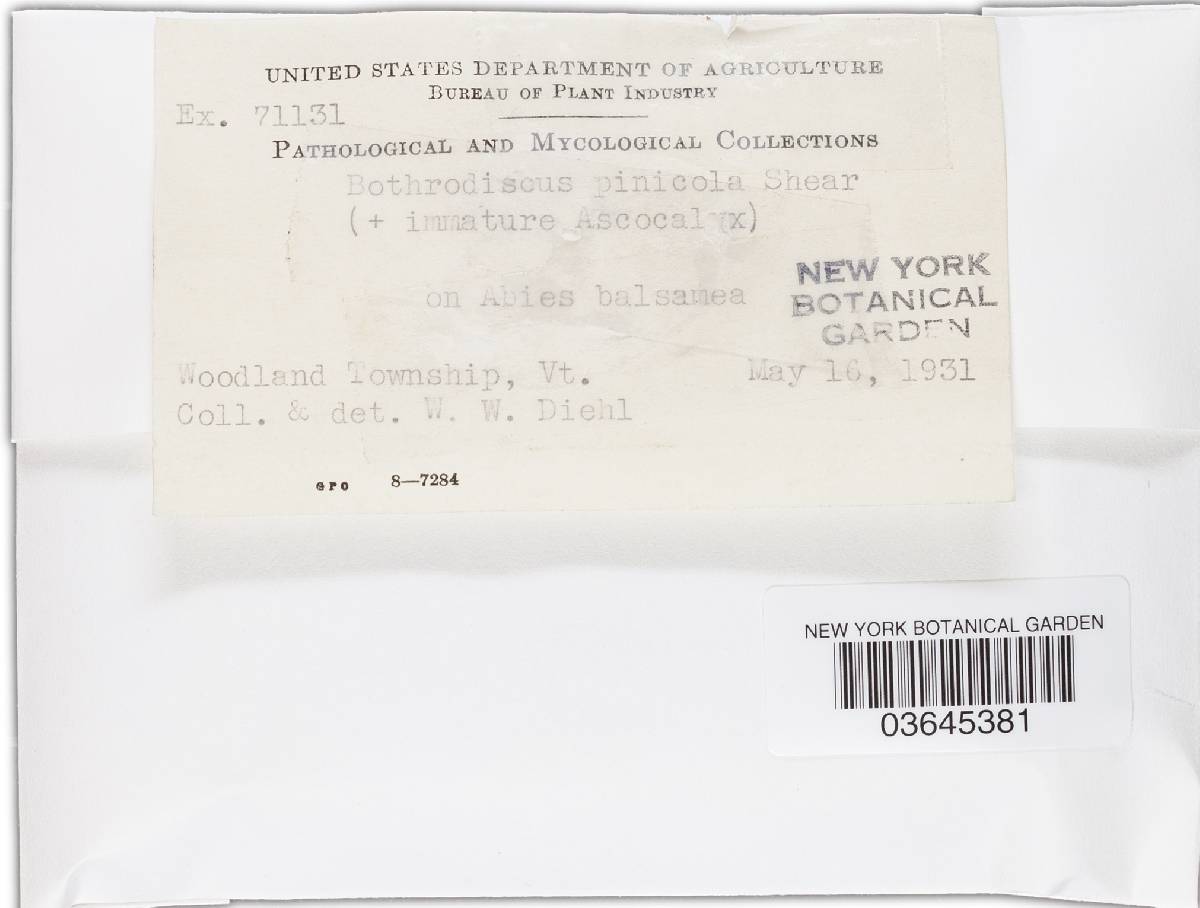 UNITED STATES DEPARTMENT OF AGRICULTURE
BUREAU OF PLANT INDUSTRY
Ex. 71131
PATHOLOGICAL AND MYCOLOGICAL COLLECTIONS
Bothrodiscus pinicola Shear
(+ immature Ascocalyx)
on Abies balsamea
NEW YORK
BOTANICAL
GARDEN
Woodland Township, Vt.
May 16, 1931
Coll. & det. W. W. Diehl
GPO 8—7284
NEW YORK BOTANICAL GARDEN
03645381